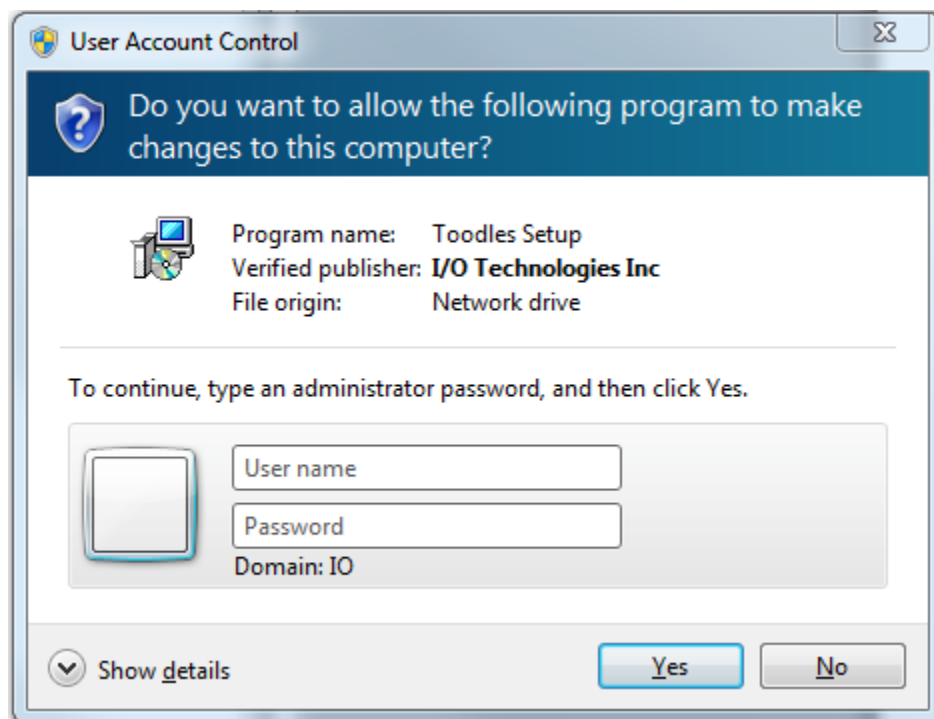 User Account Control
Do you want to allow the following program to make
changes to this computer?
Program name: Toodles Setup
Verified publisher: I/O Technologies Inc
File origin: Network drive
To continue, type an administrator password, and then click Yes.
User name
Password
Domain: IO
Show details
Yes
No